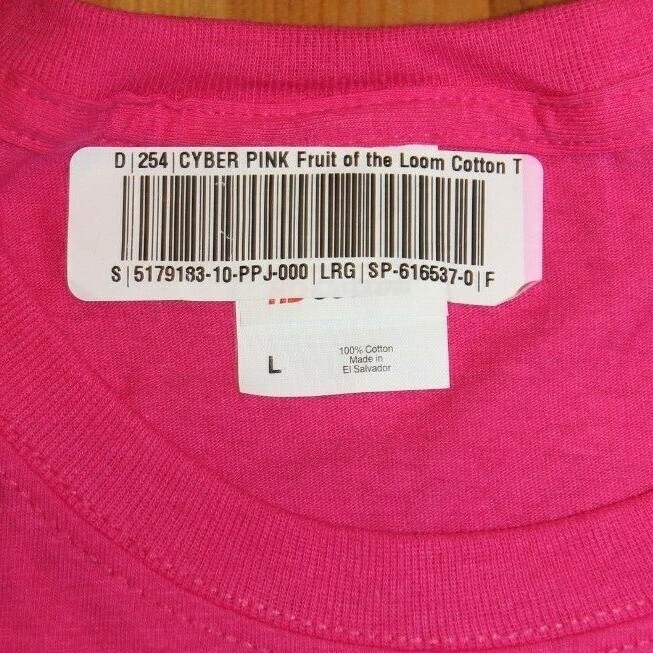 D|254|CYBER PINK Fruit of the Loom Cotton T
S|5179183-10-PPJ-000|LRG|SP-616537-0|F
L
100% Cotton
Made in
El Salvador